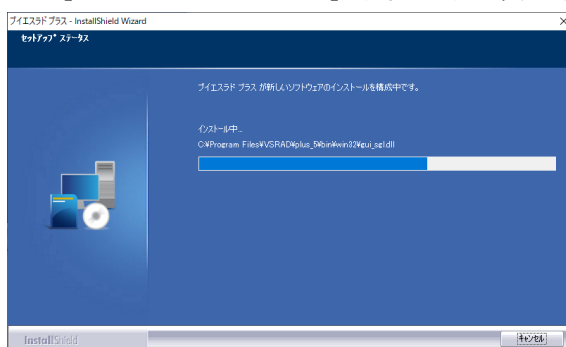 ブイエスラド プラス - InstallShield Wizard
セットアップ ステータス
ブイエスラド プラス が新しいソフトウェアのインストールを構成中です。
インストール中...
C:¥Program Files¥VSRAD¥plus_5¥bin¥win32¥gui_sgl.dll
InstallShield
キャンセル